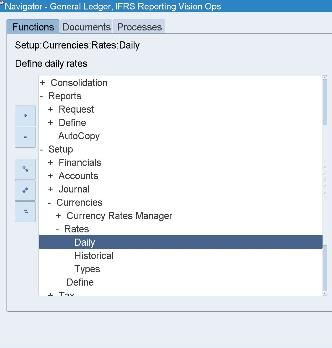 Navigator - General Ledger, IFRS Reporting Vision Ops
Functions Documents Processes
Setup:Currencies:Rates:Daily
Define daily rates
+ Consolidation
- Reports
+ Request
+ Define
AutoCopy
- Setup
+ Financials
+ Accounts
+ Journal
- Currencies
+ Currency Rates Manager
- Rates
Daily
Historical
Types
Define
+ Tax